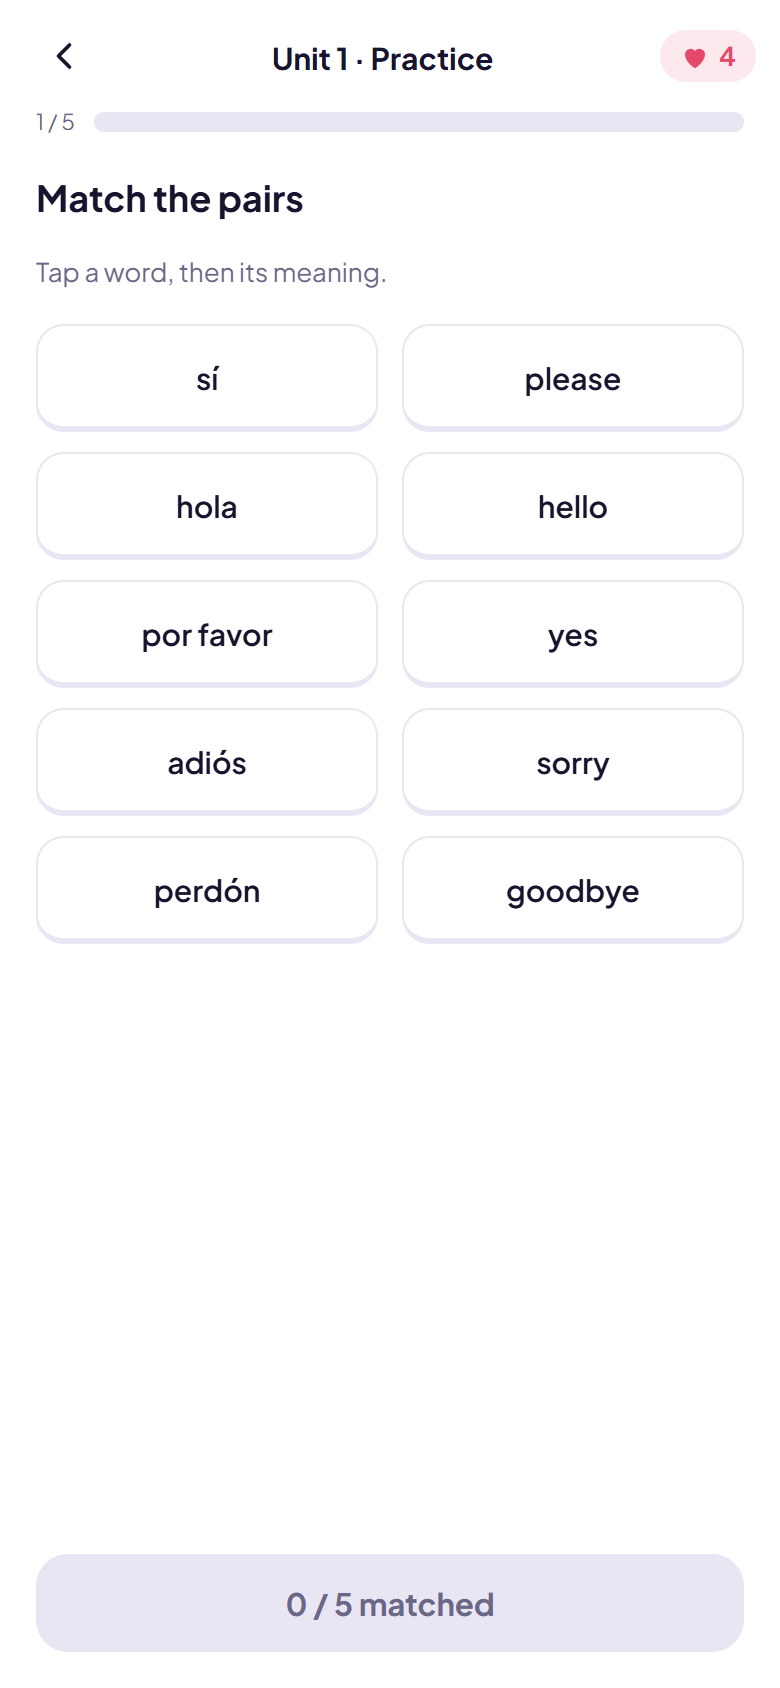 Unit 1 · Practice
4
1 / 5
Match the pairs
Tap a word, then its meaning.
sí
please
hola
hello
por favor
yes
adiós
sorry
perdón
goodbye
0 / 5 matched